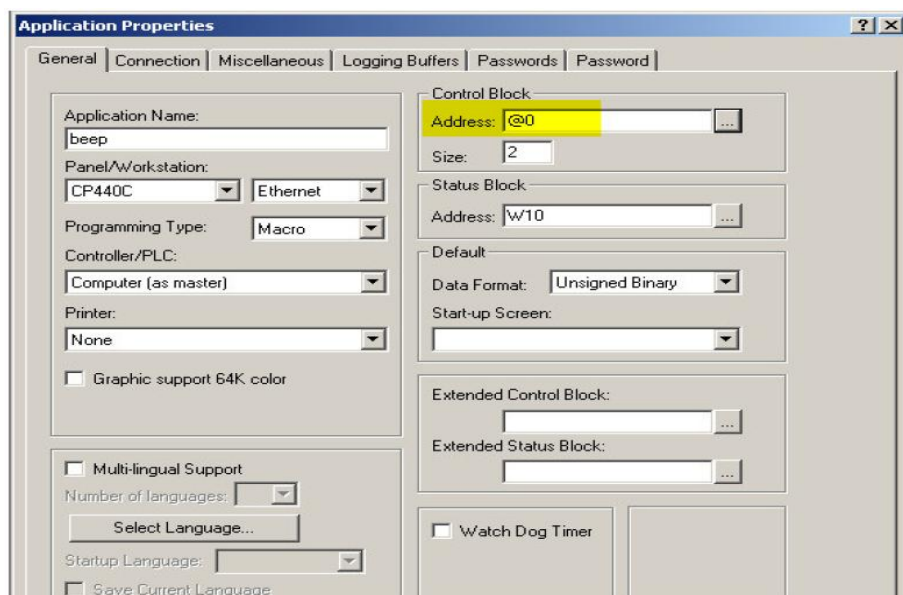 Application Properties
General Connection Miscellaneous Logging Buffers Passwords Password
Application Name:
beep
Panel/Workstation:
CP440C Ethernet
Programming Type: Macro
Controller/PLC:
Computer (as master)
Printer:
None
Graphic support 64K color
Multi-lingual Support
Number of languages:
Select Language...
Startup Language:
Save Current Language
Control Block
Address: @0 ...
Size: 2
Status Block
Address: W10 ...
Default
Data Format: Unsigned Binary
Start-up Screen:
Extended Control Block:
...
Extended Status Block:
...
Watch Dog Timer